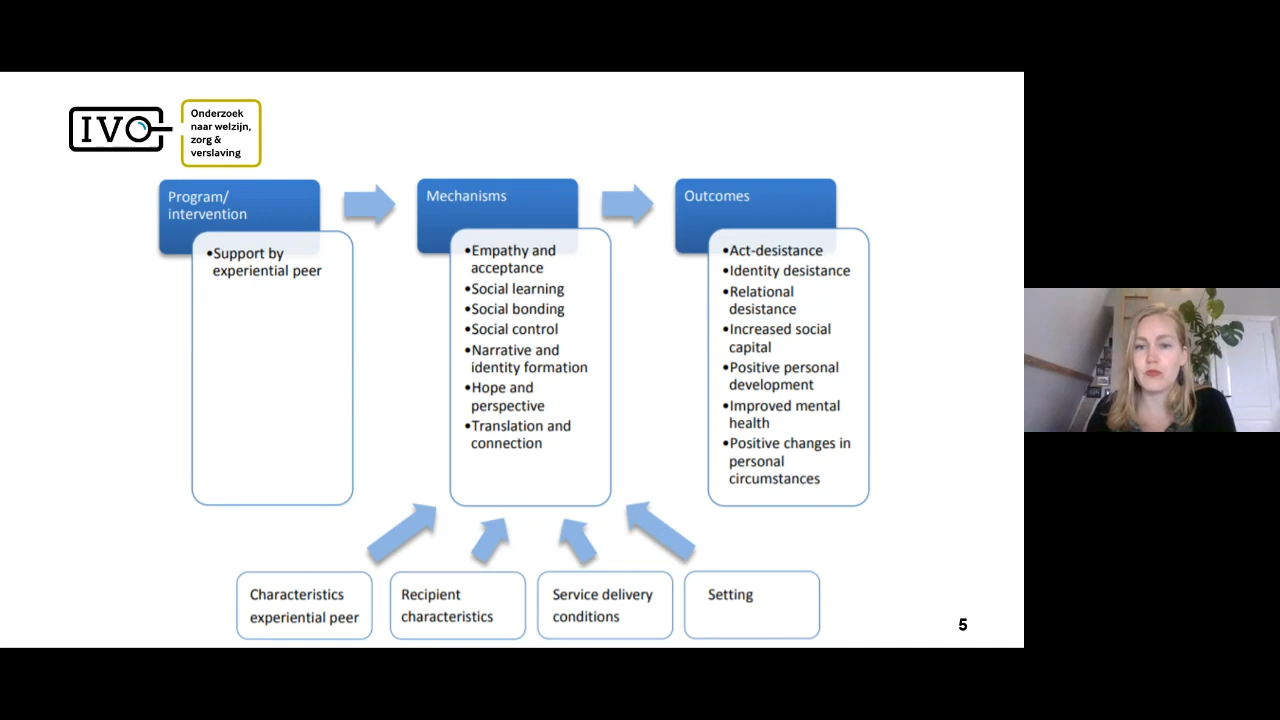 IVO
Onderzoek
naar welzijn,
zorg &
verslaving
Program/
intervention
•Support by
experiential peer
Mechanisms
•Empathy and
acceptance
•Social learning
•Social bonding
•Social control
•Narrative and
identity formation
•Hope and
perspective
•Translation and
connection
Outcomes
•Act-desistance
•Identity desistance
•Relational
desistance
•Increased social
capital
•Positive personal
development
•Improved mental
health
•Positive changes in
personal
circumstances
Characteristics
experiential peer
Recipient
characteristics
Service delivery
conditions
Setting
5